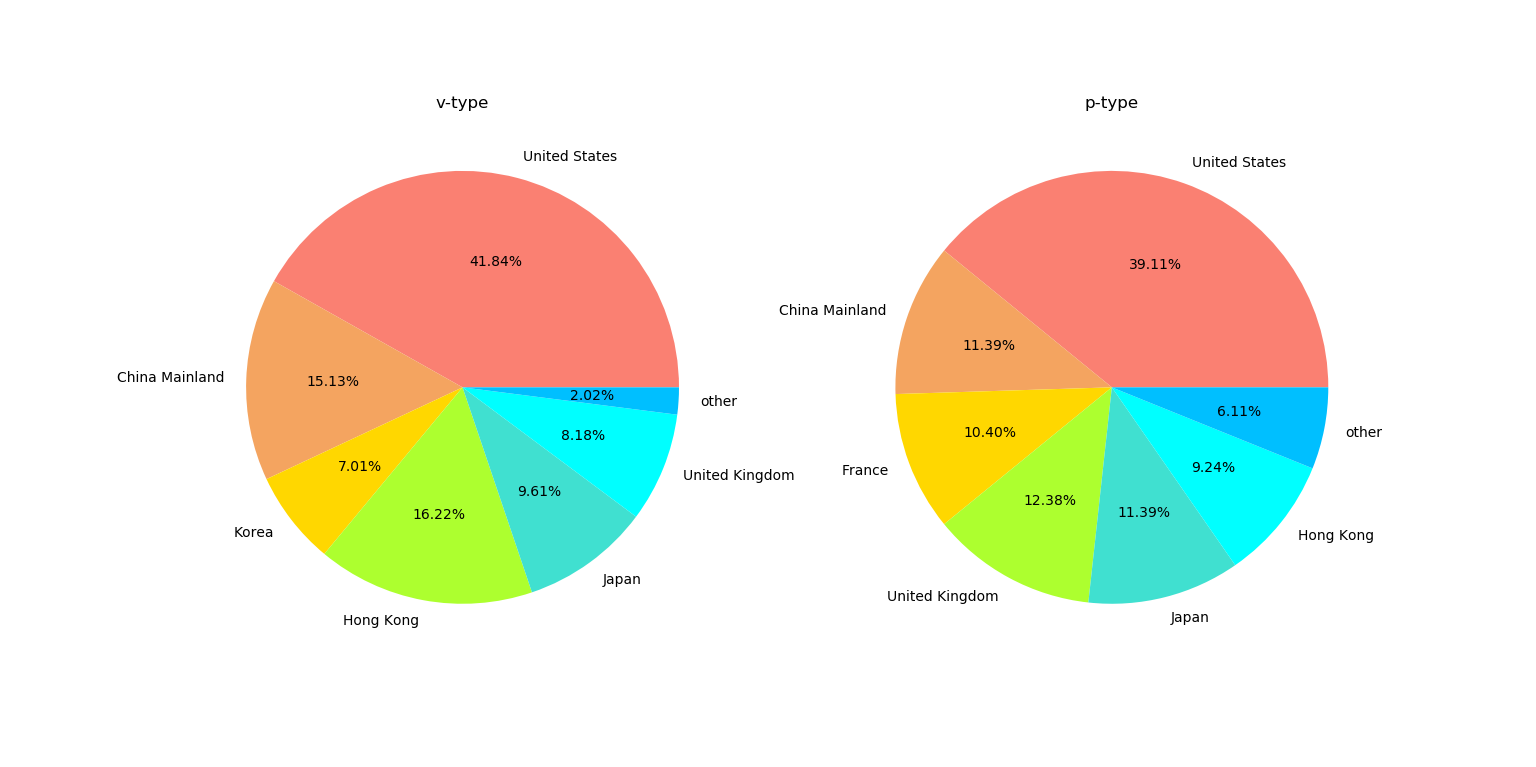 v-type
United States
41.84%
China Mainland
15.13%
Korea
7.01%
Hong Kong
16.22%
Japan
9.61%
United Kingdom
8.18%
other
2.02%
p-type
United States
39.11%
China Mainland
11.39%
France
10.40%
United Kingdom
12.38%
Japan
11.39%
Hong Kong
9.24%
other
6.11%